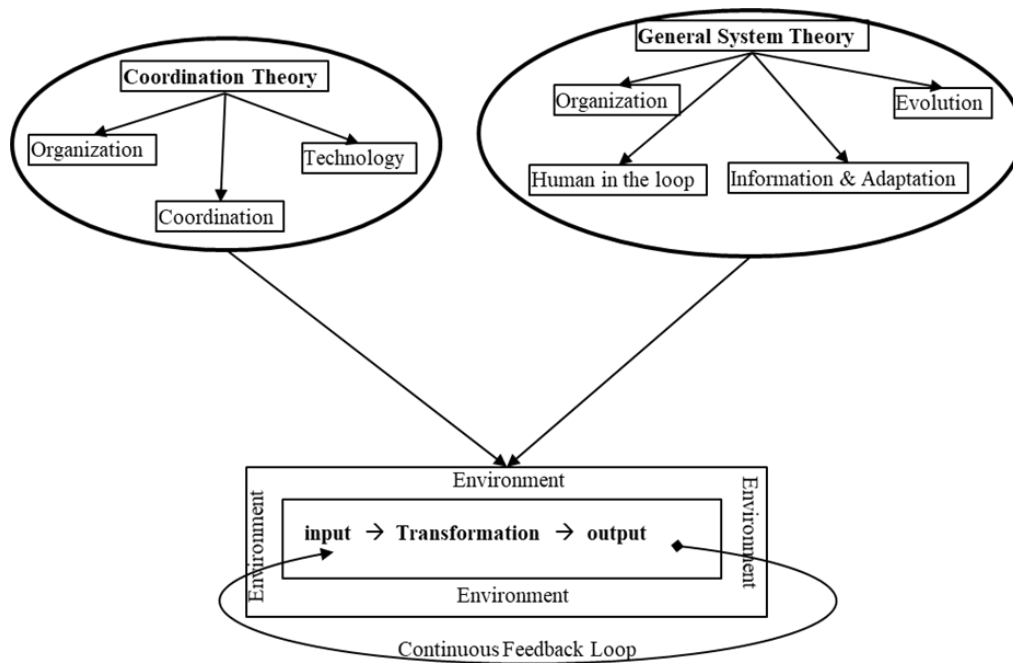 Coordination Theory
Organization
Technology
Coordination
General System Theory
Organization
Evolution
Human in the loop
Information & Adaptation
Environment
Environment
input → Transformation → output
Environment
Environment
Continuous Feedback Loop